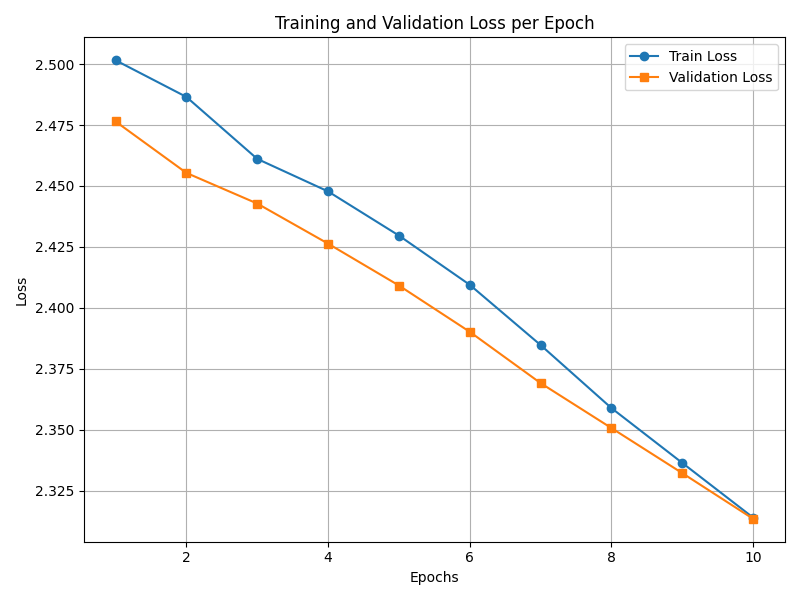 Training and Validation Loss per Epoch
Train Loss
Validation Loss
2.500
2.475
2.450
2.425
2.400
2.375
2.350
2.325
Loss
2 4 6 8 10
Epochs